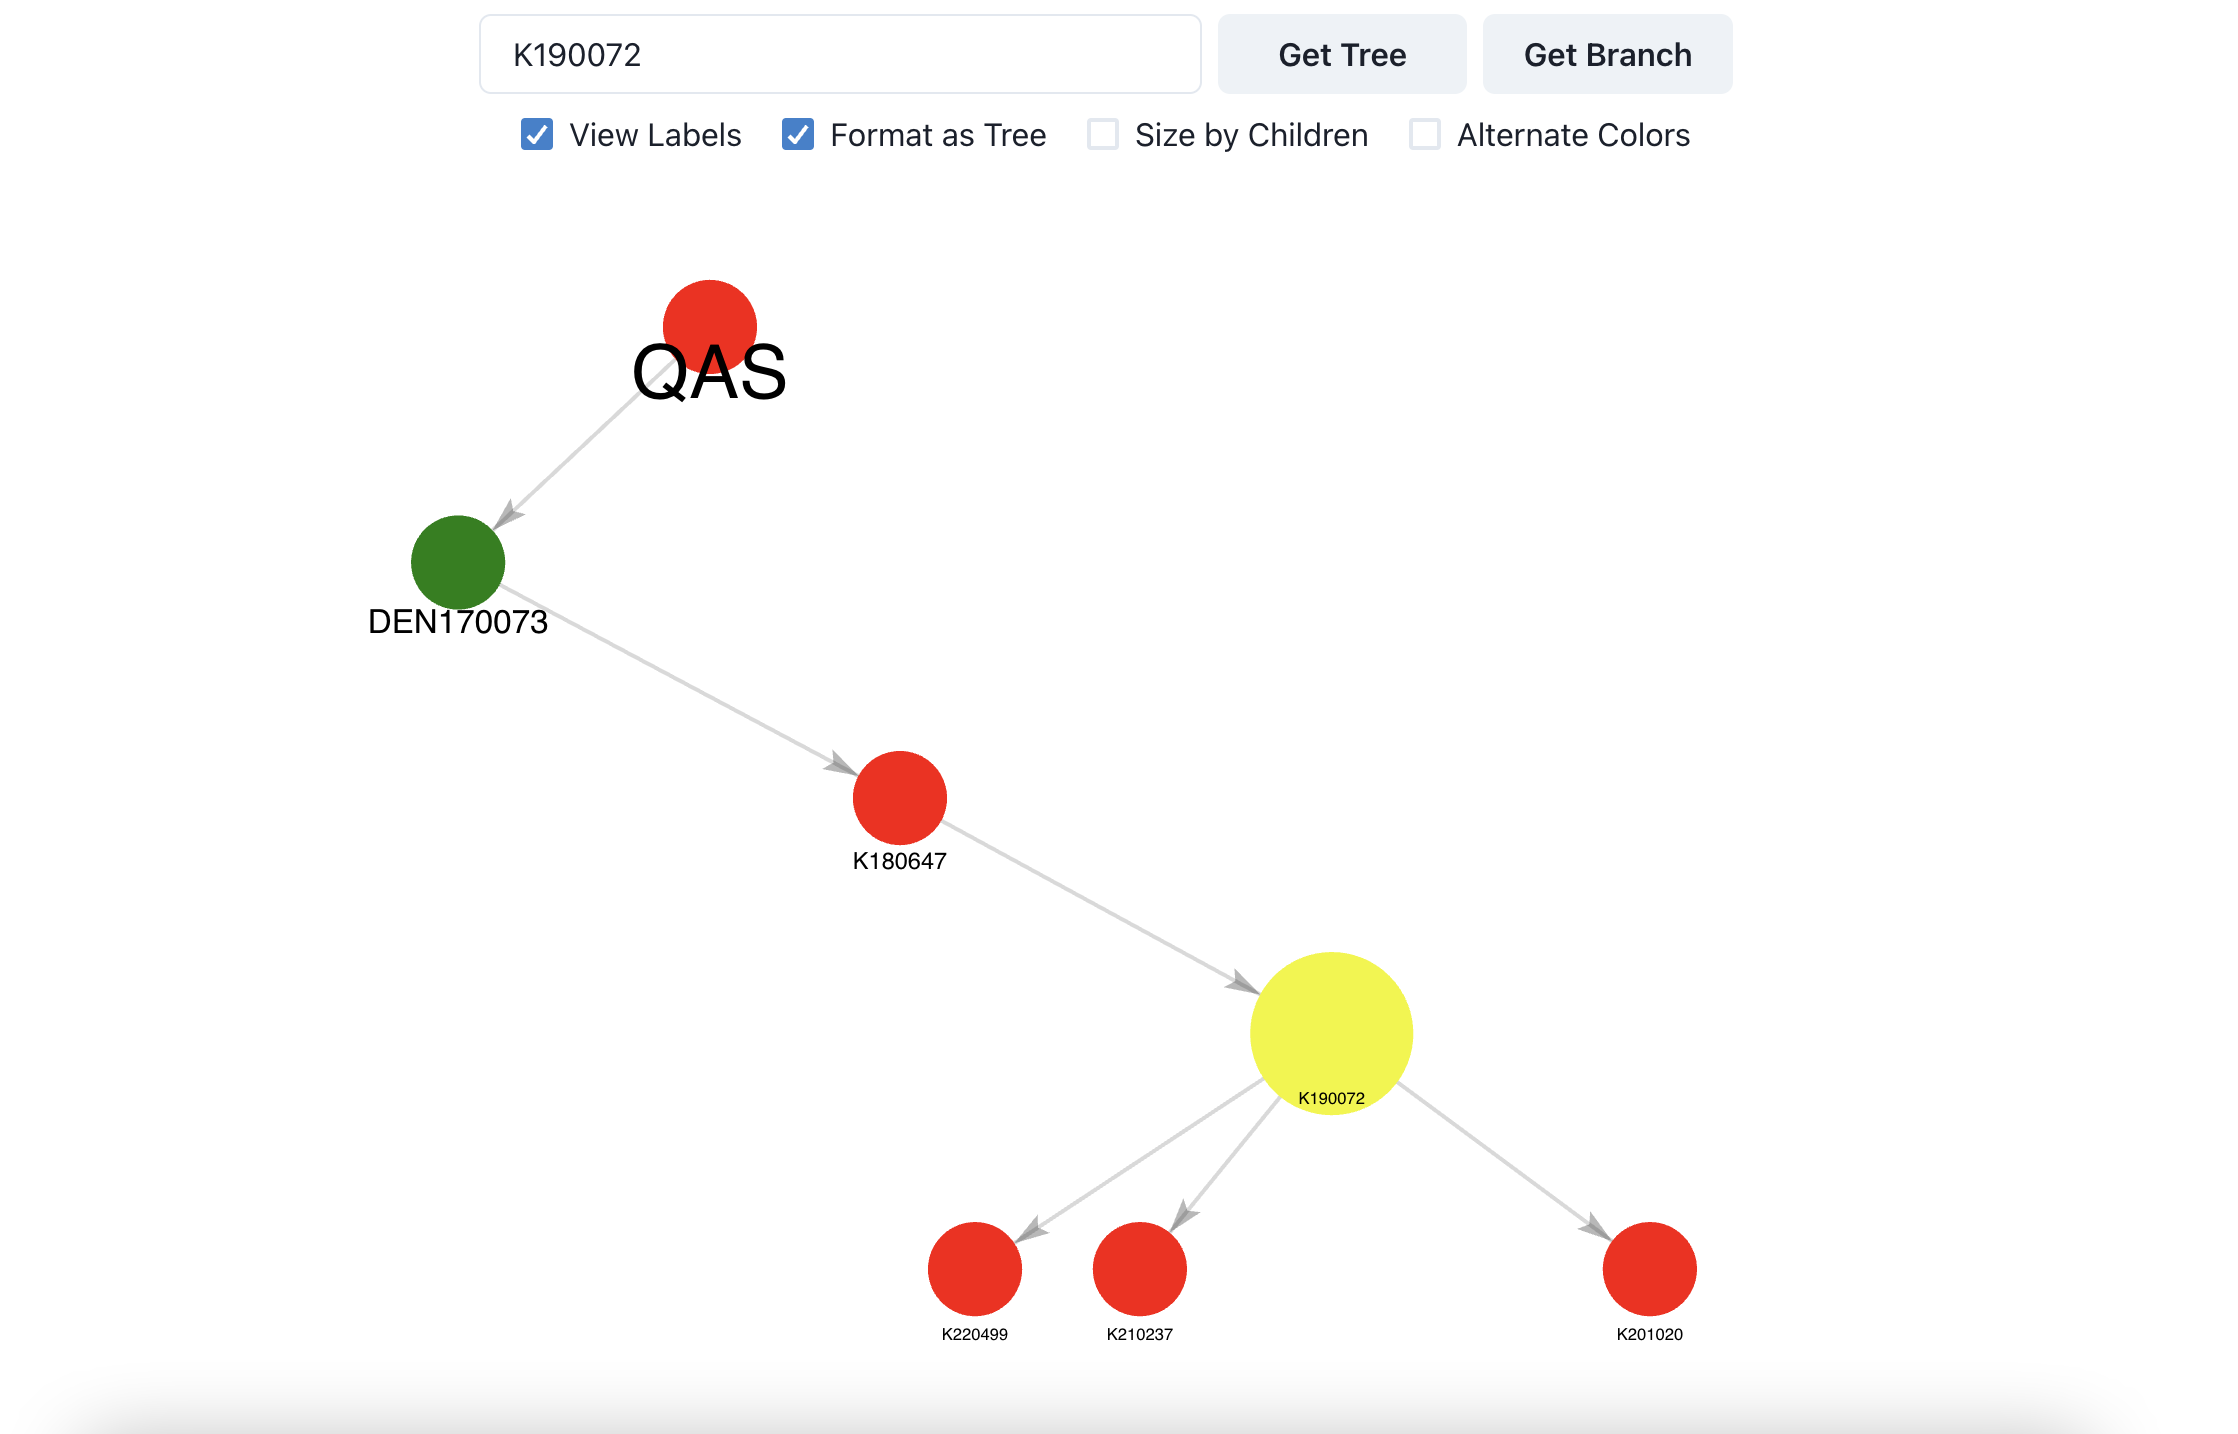 K190072
Get Tree
Get Branch
View Labels
Format as Tree
Size by Children
Alternate Colors
QAS
DEN170073
K180647
K190072
K220499
K210237
K201020